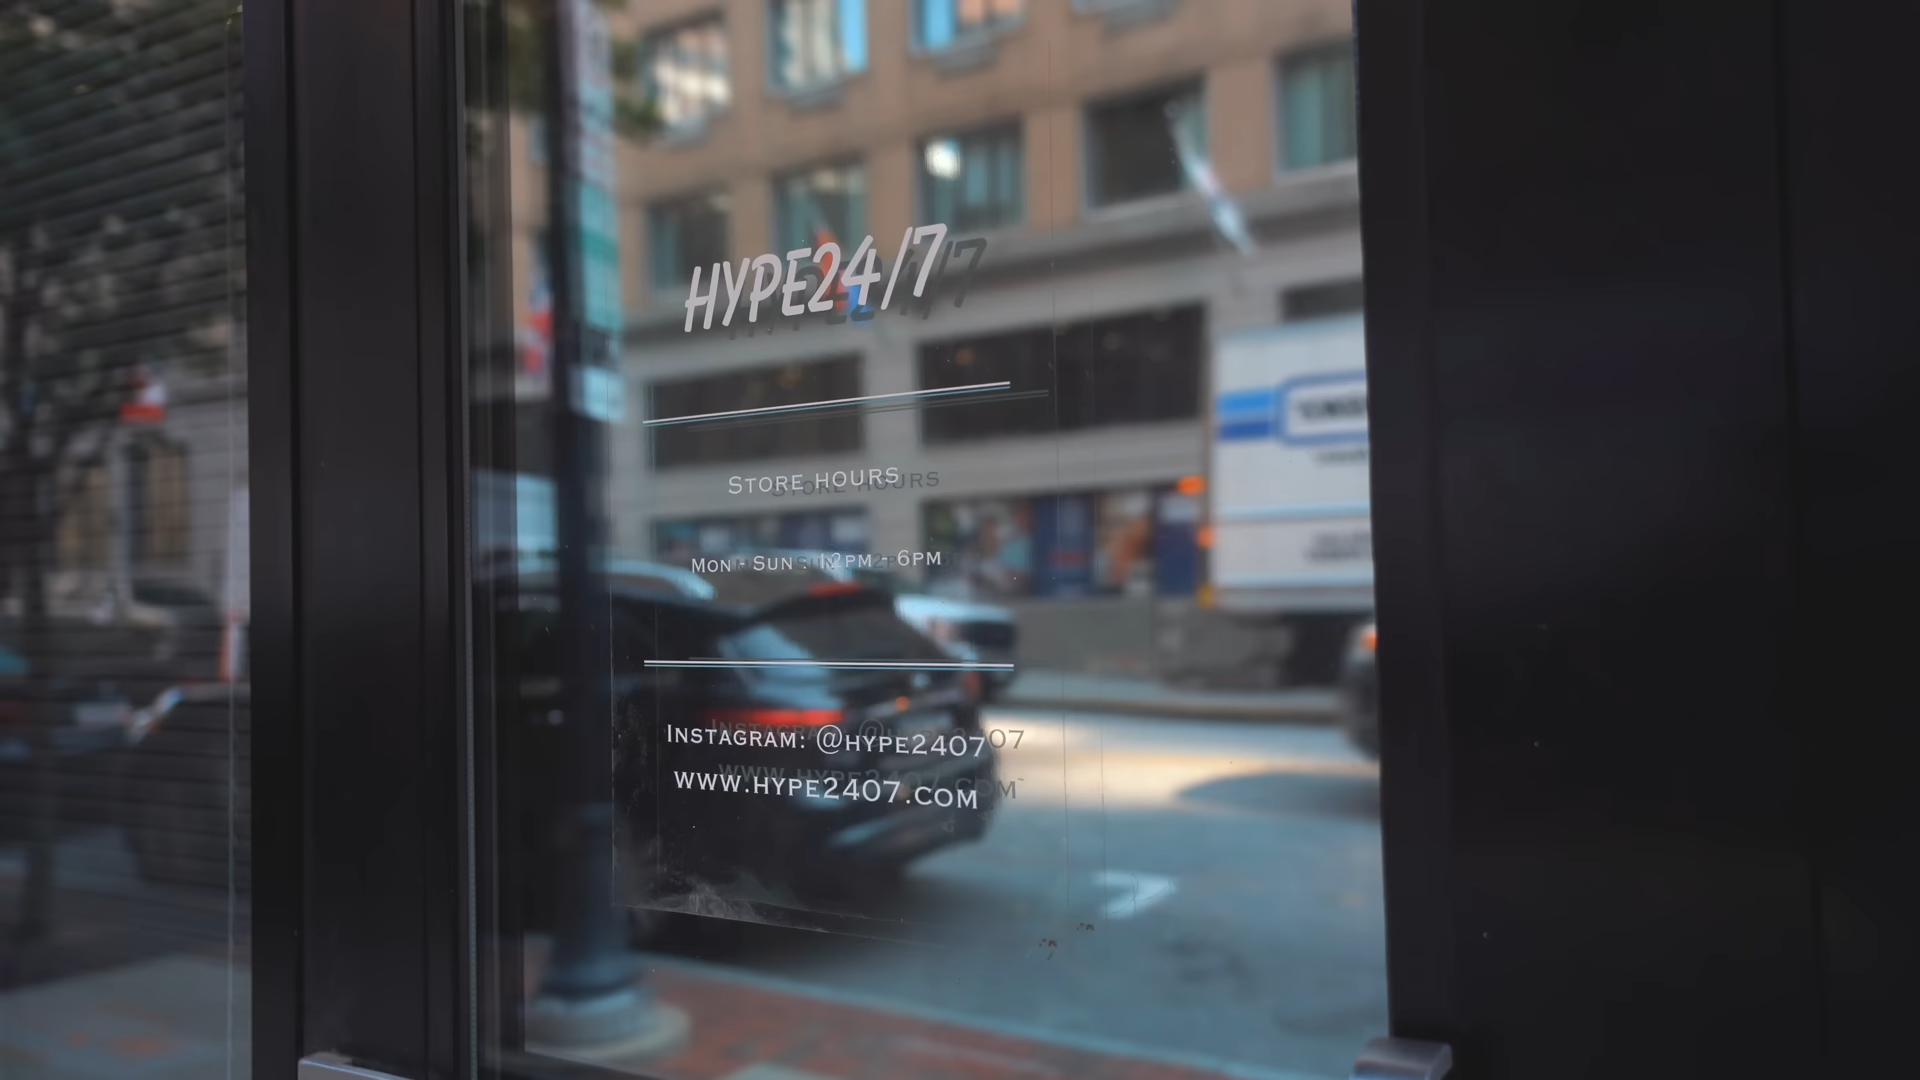 HYPE24/7
STORE HOURS
MON - SUN : 12PM - 6PM
INSTAGRAM: @HYPE2407
WWW.HYPE2407.COM